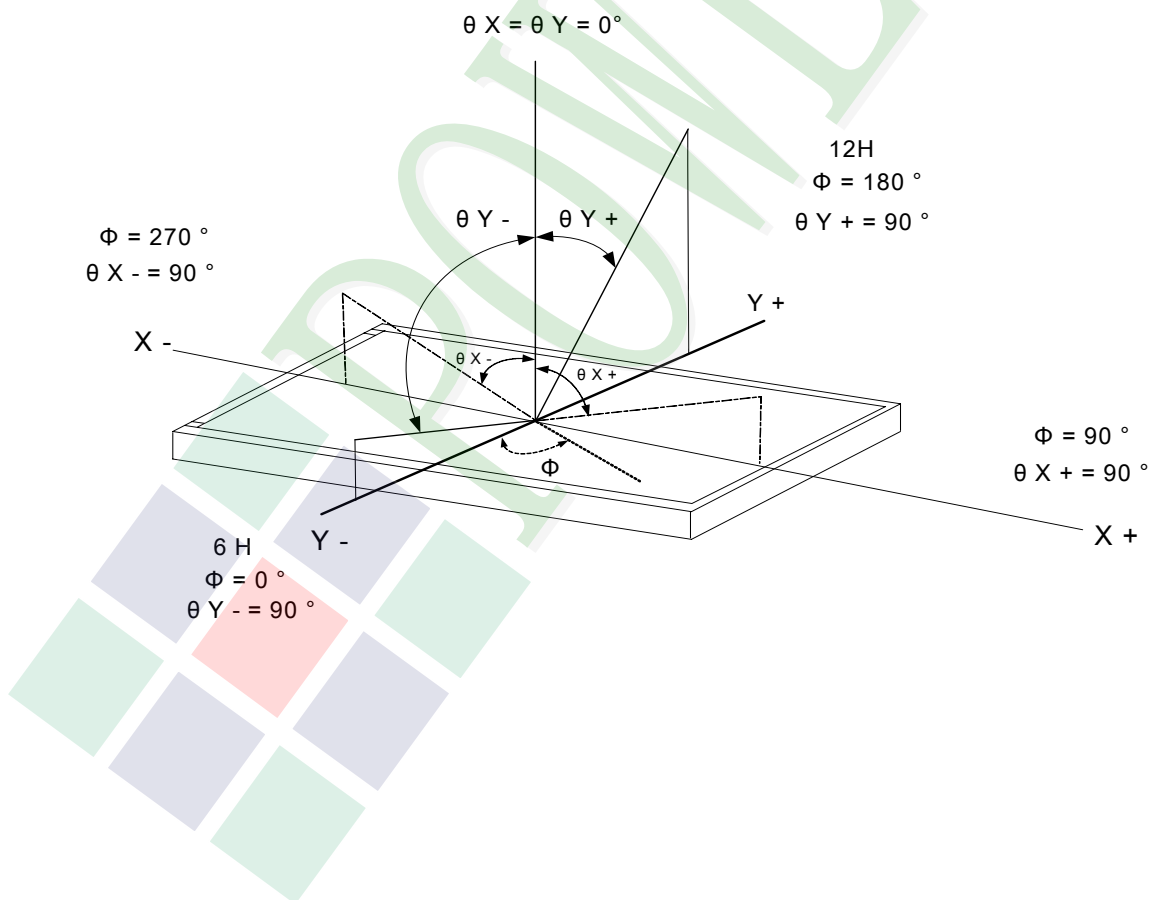 θ X = θ Y = 0°
12H
Φ = 180 °
θ Y + = 90 °
θ Y -
θ Y +
Φ = 270 °
θ X - = 90 °
Y +
X -
θ X -
θ X +
Φ = 90 °
θ X + = 90 °
Φ
X +
Y -
6 H
Φ = 0 °
θ Y - = 90 °